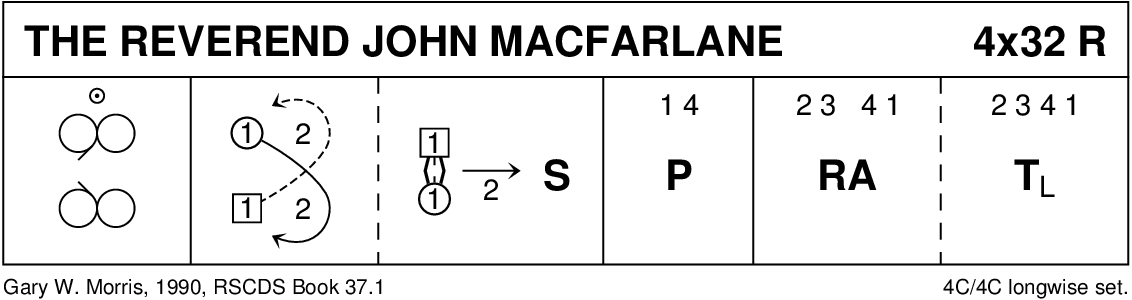 THE REVEREND JOHN MACFARLANE 4x32 R
1 4 2 3 4 1 2 3 4 1
1 2 1 2 1 1 2 S P RA TL
Gary W. Morris, 1990, RSCDS Book 37.1 4C/4C longwise set.